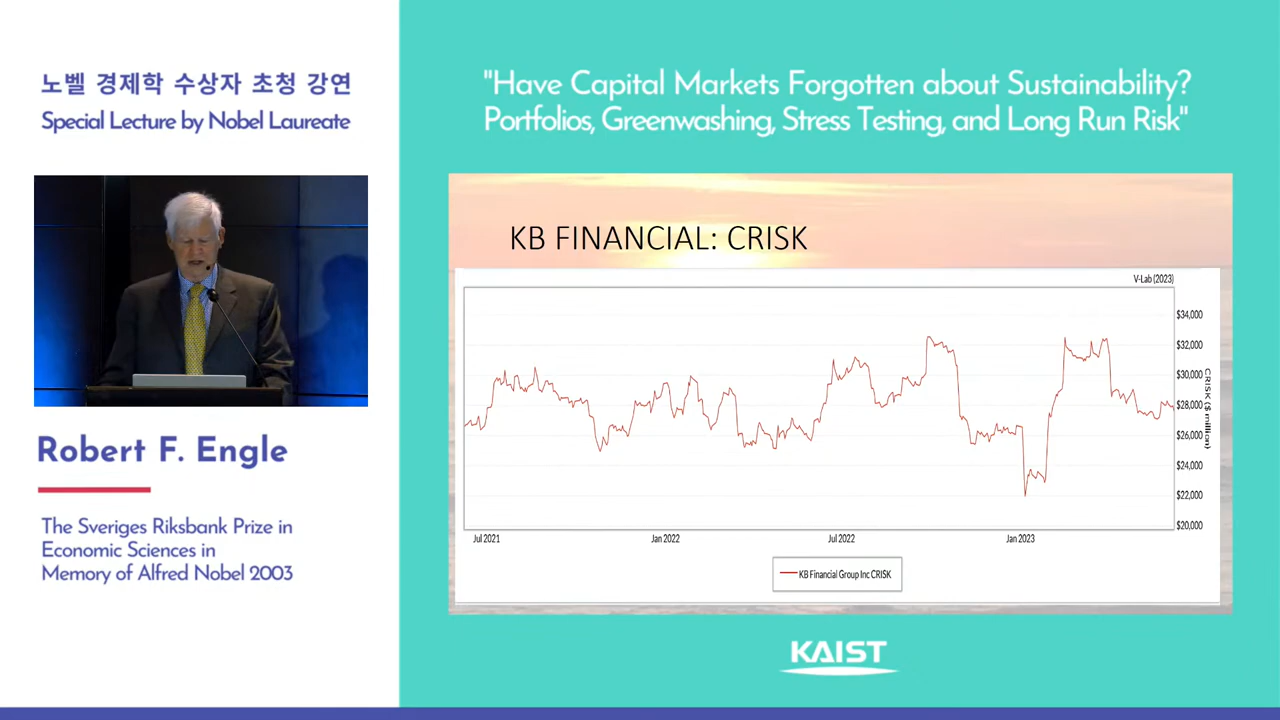 노벨 경제학 수상자 초청 강연
Special Lecture by Nobel Laureate
Robert F. Engle
The Sveriges Riksbank Prize in
Economic Sciences in
Memory of Alfred Nobel 2003
"Have Capital Markets Forgotten about Sustainability?
Portfolios, Greenwashing, Stress Testing, and Long Run Risk"
KB FINANCIAL: CRISK
V-Lab (2023)
$34,000
$32,000
$30,000
$28,000
$26,000
$24,000
$22,000
$20,000
CRISK ($ million)
Jul 2021
Jan 2022
Jul 2022
Jan 2023
KB Financial Group Inc CRISK
KAIST